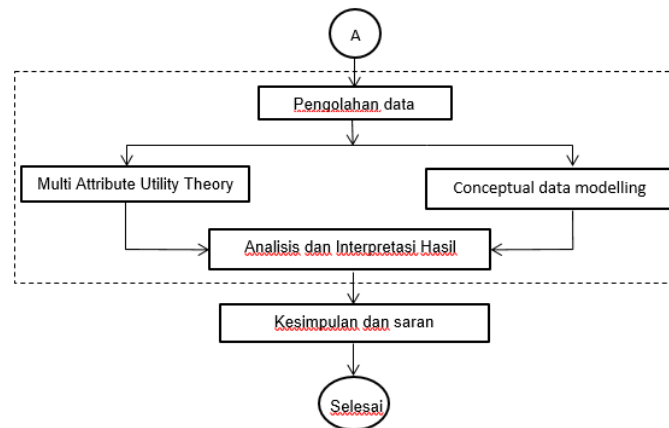 A
Pengolahan data
Multi Attribute Utility Theory
Conceptual data modelling
Analisis dan Interpretasi Hasil
Kesimpulan dan saran
Selesai